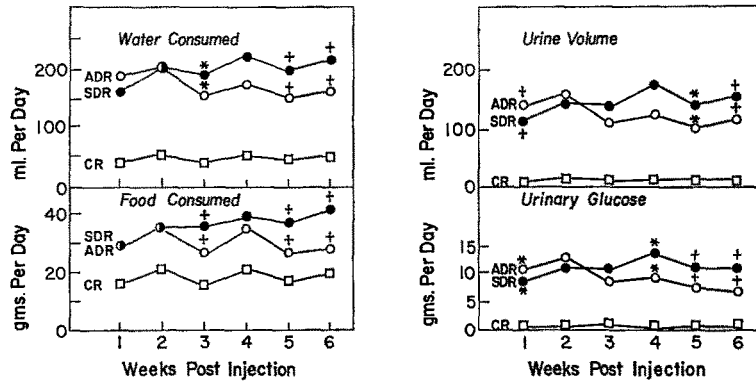 Water Consumed
200
ADR
SDR
100
CR
0
ml. Per Day
* * † † † †
Food Consumed
40
SDR
ADR
20
CR
0
gms. Per Day
† † † † † †
1 2 3 4 5 6
Weeks Post Injection
Urine Volume
200
ADR
SDR
100
0
ml. Per Day
† † * * † †
Urinary Glucose
15
ADR
10
SDR
5
CR
0
gms. Per Day
* * * * † † † †
1 2 3 4 5 6
Weeks Post Injection
CR